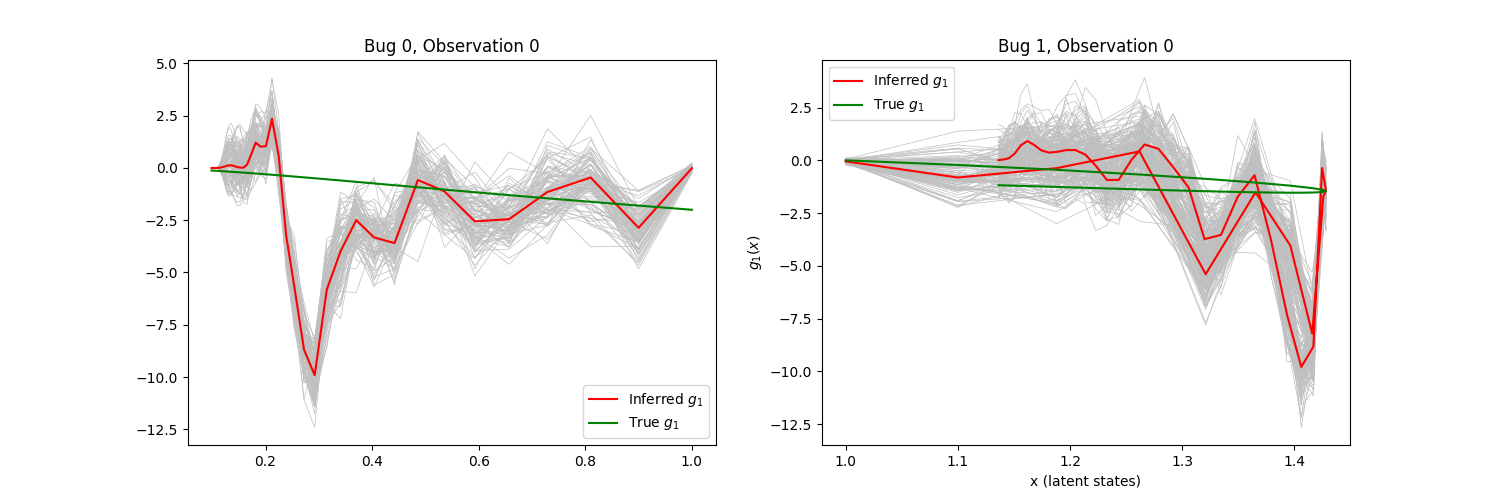 Bug 0, Observation 0
5.0
2.5
0.0
−2.5
−5.0
−7.5
−10.0
−12.5
0.2 0.4 0.6 0.8 1.0
Inferred g₁
True g₁
Bug 1, Observation 0
Inferred g₁
True g₁
2.5
0.0
−2.5
−5.0
−7.5
−10.0
−12.5
g₁(x)
1.0 1.1 1.2 1.3 1.4
x (latent states)